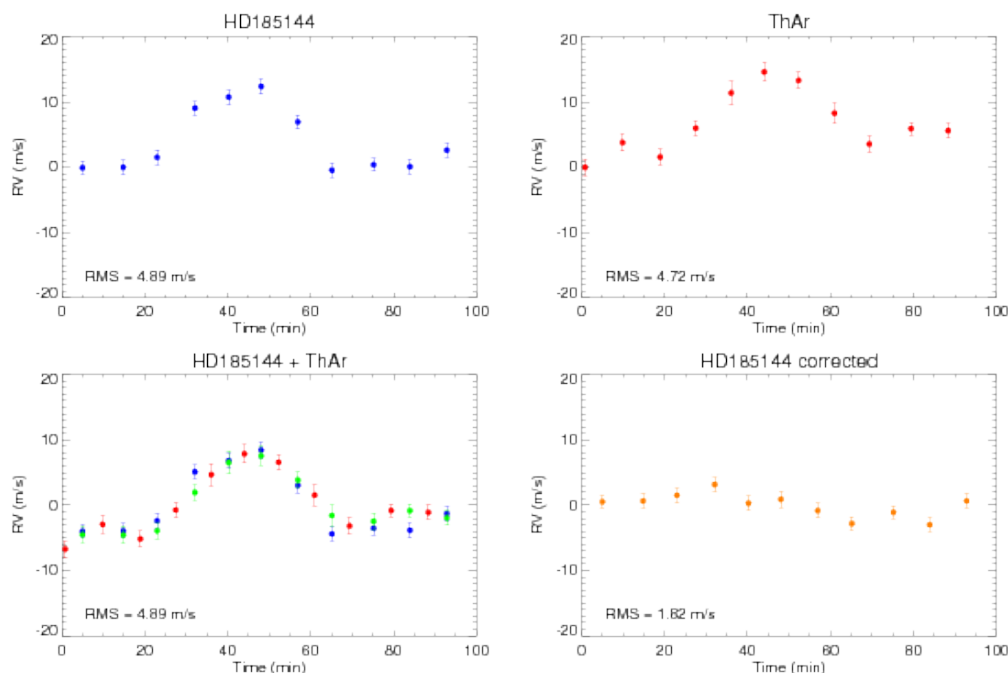 HD185144
20
10
0
-10
-20
RV (m/s)
RMS = 4.89 m/s
0 20 40 60 80 100
Time (min)
ThAr
20
10
0
-10
-20
RV (m/s)
RMS = 4.72 m/s
0 20 40 60 80 100
Time (min)
HD185144 + ThAr
20
10
0
-10
-20
RV (m/s)
RMS = 4.89 m/s
0 20 40 60 80 100
Time (min)
HD185144 corrected
20
10
0
-10
-20
RV (m/s)
RMS = 1.82 m/s
0 20 40 60 80 100
Time (min)